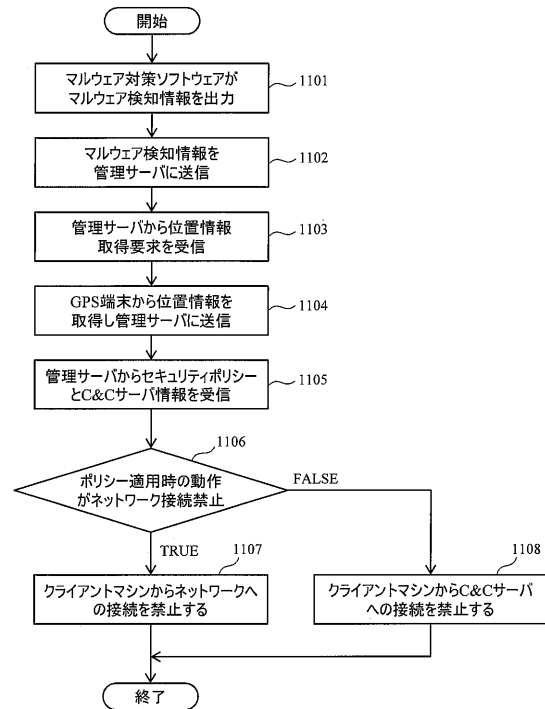 開始
マルウェア対策ソフトウェアが
マルウェア検知情報を出力
1101
マルウェア検知情報を
管理サーバに送信
1102
管理サーバから位置情報
取得要求を受信
1103
GPS端末から位置情報を
取得し管理サーバに送信
1104
管理サーバからセキュリティポリシー
とC&Cサーバ情報を受信
1105
1106
ポリシー適用時の動作
がネットワーク接続禁止
FALSE
TRUE
1107
クライアントマシンからネットワークへ
の接続を禁止する
1108
クライアントマシンからC&Cサーバ
への接続を禁止する
終了